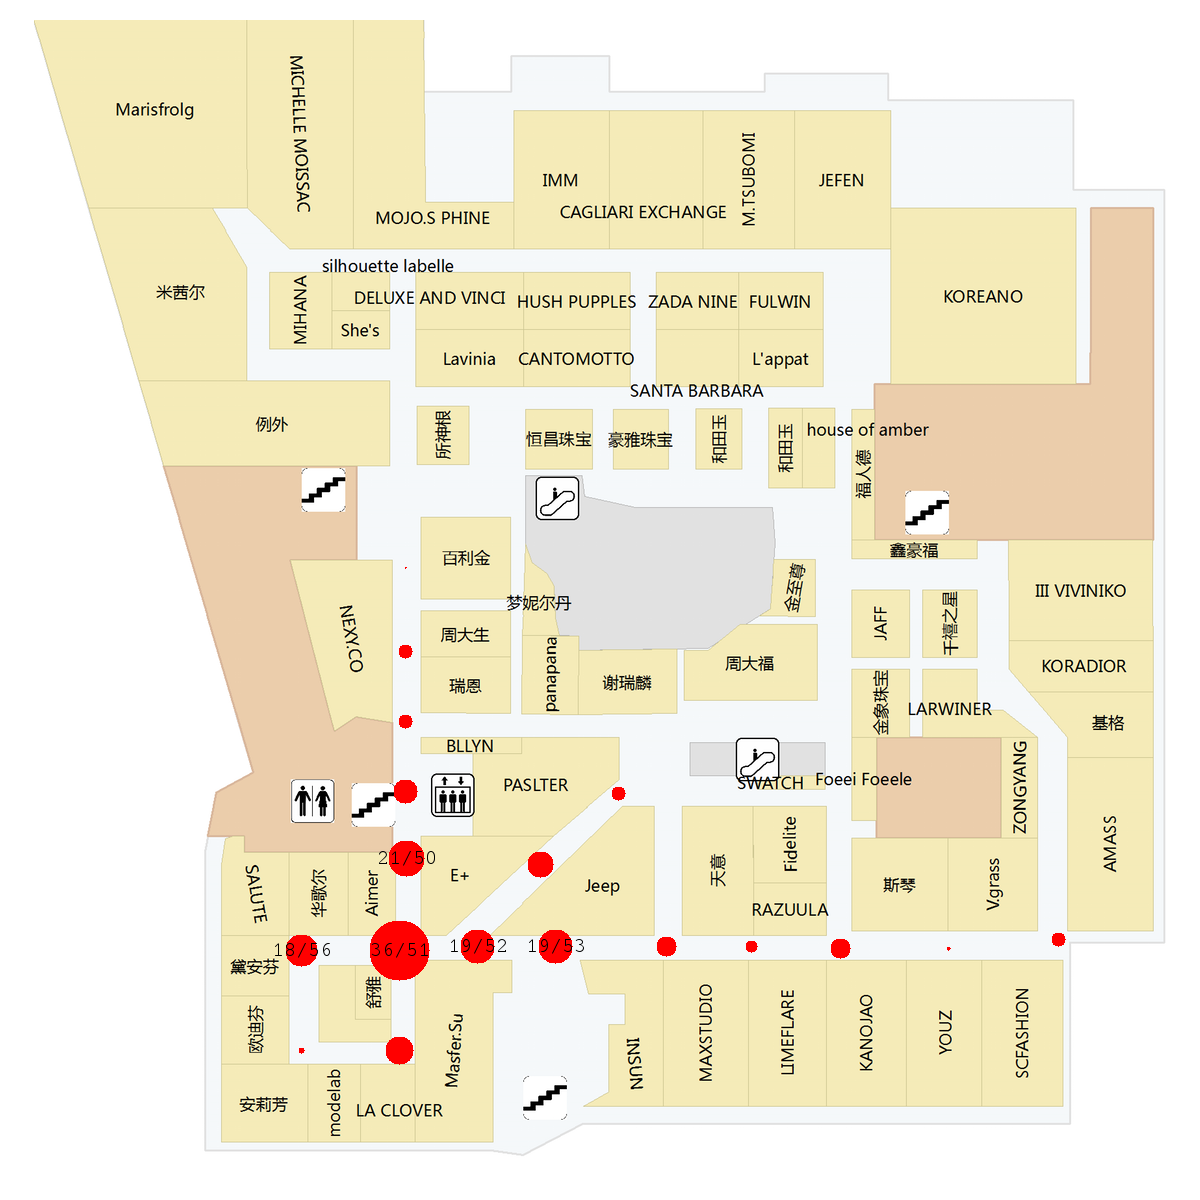 Marisfrolg
MICHELLE MOISSAC
MOJO.S PHINE
IMM
CAGLIARI EXCHANGE
M.TSUBOMI
JEFEN
silhouette labelle
米茜尔
MIHANA
DELUXE AND VINCI
She's
HUSH PUPPLES
ZADA NINE
FULWIN
KOREANO
Lavinia
CANTOMOTTO
L'appat
SANTA BARBARA
例外
所神根
恒昌珠宝
豪雅珠宝
和田玉
和田玉
house of amber
福人德
鑫豪福
百利金
梦妮尔丹
金至尊
III VIVINIKO
NEXY.CO
周大生
JAFF
千禧之星
瑞恩
panapana
谢瑞麟
周大福
KORADIOR
金象珠宝
LARWINER
基格
BLLYN
PASLTER
SWATCH
Foeei Foeele
ZONGYANG
AMASS
21/50
SALUTE
华歌尔
Aimer
E+
Jeep
天意
Fidelite
RAZUULA
斯琴
V.grass
18/56
36/51
19/52
19/53
黛安芬
舒雅
欧迪芬
Masfer.Su
INSUN
MAXSTUDIO
LIMEFLARE
KANOJAO
YOUZ
SCFASHION
安莉芳
modelab
LA CLOVER